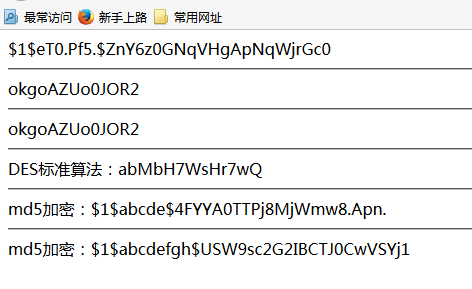 最常访问 新手上路 常用网址
$1$eT0.Pf5.$ZnY6z0GNqVHgApNqWjrGc0
okgoAZUo0JOR2
okgoAZUo0JOR2
DES标准算法：abMbH7WsHr7wQ
md5加密：$1$abcde$4FYYA0TTPj8MjWmw8.Apn.
md5加密：$1$abcdefgh$USW9sc2G2IBCTJ0CwVSYj1